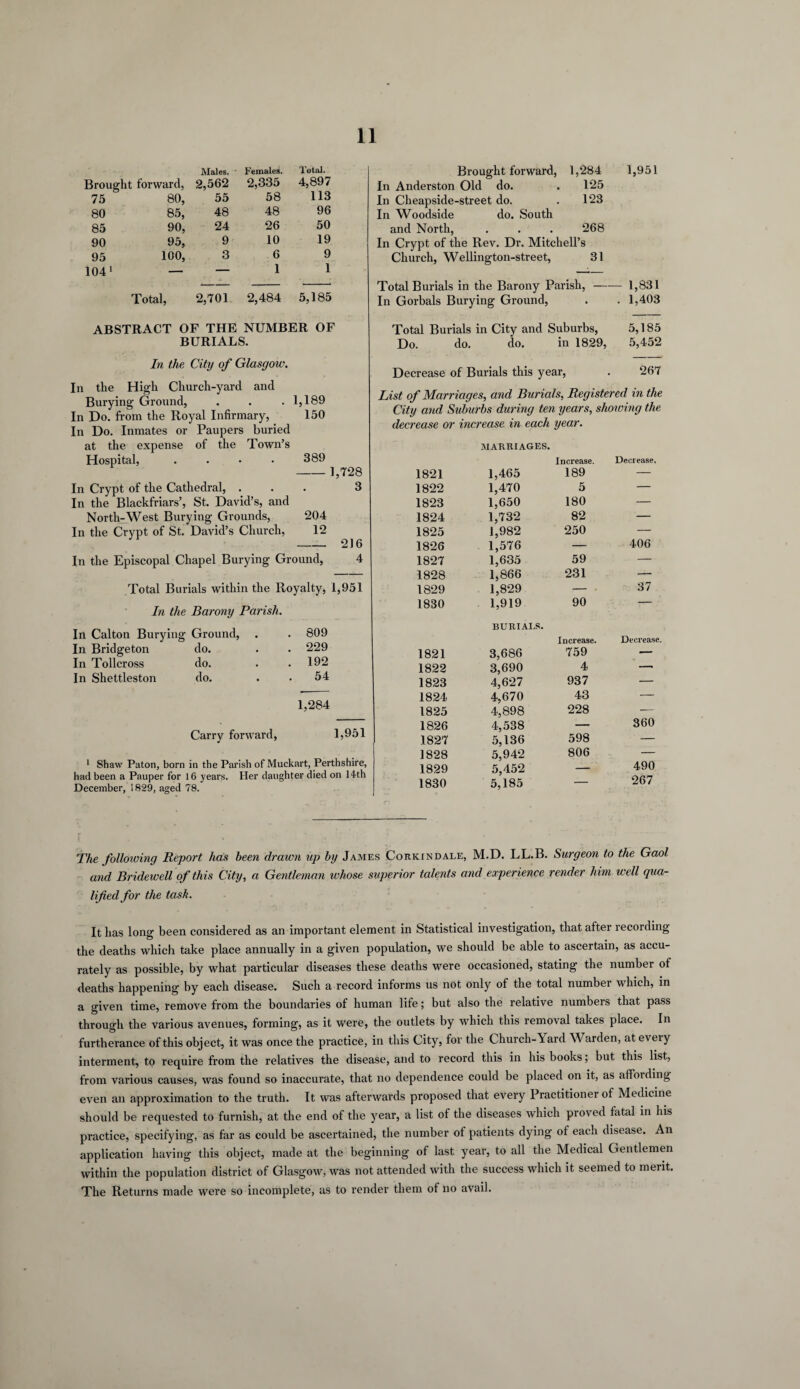 11
Males. Females. Total.
Brought forward, 2,562 2,335 4,897
75 80, 55 58 113
80 85, 48 48 96
85 90, 24 26 50
90 95, 9 10 19
95 100, 3 6 9
104¹ — — 1 1
Total, 2,701 2,484 5,185
ABSTRACT OF THE NUMBER OF
BURIALS.
In the City of Glasgow.
In the High Church-yard and
Burying Ground, . . . 1,189
In Do. from the Royal Infirmary, 150
In Do. Inmates or Paupers buried
at the expense of the Town's
Hospital, . . . . 389
—— 1,728
In Crypt of the Cathedral, . . . 3
In the Blackfriars', St. David's, and
North-West Burying Grounds, 204
In the Crypt of St. David's Church, 12
—— 216
In the Episcopal Chapel Burying Ground, 4
Total Burials within the Royalty, 1,951
In the Barony Parish.
In Calton Burying Ground, . . 809
In Bridgeton do. . . 229
In Tollcross do. . . 192
In Shettleston do. . . 54
1,284
Carry forward, 1,951
¹ Shaw Paton, born in the Parish of Muckart, Perthshire,
had been a Pauper for 16 years. Her daughter died on 14th
December, 1829, aged 78.
Brought forward, 1,284 1,951
In Anderston Old do. . 125
In Cheapside-street do. . 123
In Woodside do. South
and North, . . . 268
In Crypt of the Rev. Dr. Mitchell's
Church, Wellington-street, 31
Total Burials in the Barony Parish, —— 1,831
In Gorbals Burying Ground, . . 1,403
Total Burials in City and Suburbs, 5,185
Do. do. do. in 1829, 5,452
Decrease of Burials this year, . 267
List of Marriages, and Burials, Registered in the
City and Suburbs during ten years, showing the
decrease or increase in each year.
MARRIAGES.
Increase. Decrease.
1821 1,465 189 —
1822 1,470 5 —
1823 1,650 180 —
1824 1,732 82 —
1825 1,982 250 —
1826 1,576 — 406
1827 1,635 59 —
1828 1,866 231 —
1829 1,829 — 37
1830 1,919 90 —
BURIALS.
Increase. Decrease.
1821 3,686 759 —
1822 3,690 4 —
1823 4,627 937 —
1824 4,670 43 —
1825 4,898 228 —
1826 4,538 — 360
1827 5,136 598 —
1828 5,942 806 —
1829 5,452 — 490
1830 5,185 — 267
The following Report has been drawn up by James Corkindale, M.D. LL.B. Surgeon to the Gaol
and Bridewell of this City, a Gentleman whose superior talents and experience render him well qua-
lified for the task.
It has long been considered as an important element in Statistical investigation, that after recording
the deaths which take place annually in a given population, we should be able to ascertain, as accu-
rately as possible, by what particular diseases these deaths were occasioned, stating the number of
deaths happening by each disease. Such a record informs us not only of the total number which, in
a given time, remove from the boundaries of human life; but also the relative numbers that pass
through the various avenues, forming, as it were, the outlets by which this removal takes place. In
furtherance of this object, it was once the practice, in this City, for the Church-Yard Warden, at every
interment, to require from the relatives the disease, and to record this in his books; but this list,
from various causes, was found so inaccurate, that no dependence could be placed on it, as affording
even an approximation to the truth. It was afterwards proposed that every Practitioner of Medicine
should be requested to furnish, at the end of the year, a list of the diseases which proved fatal in his
practice, specifying, as far as could be ascertained, the number of patients dying of each disease. An
application having this object, made at the beginning of last year, to all the Medical Gentlemen
within the population district of Glasgow, was not attended with the success which it seemed to merit.
The Returns made were so incomplete, as to render them of no avail.